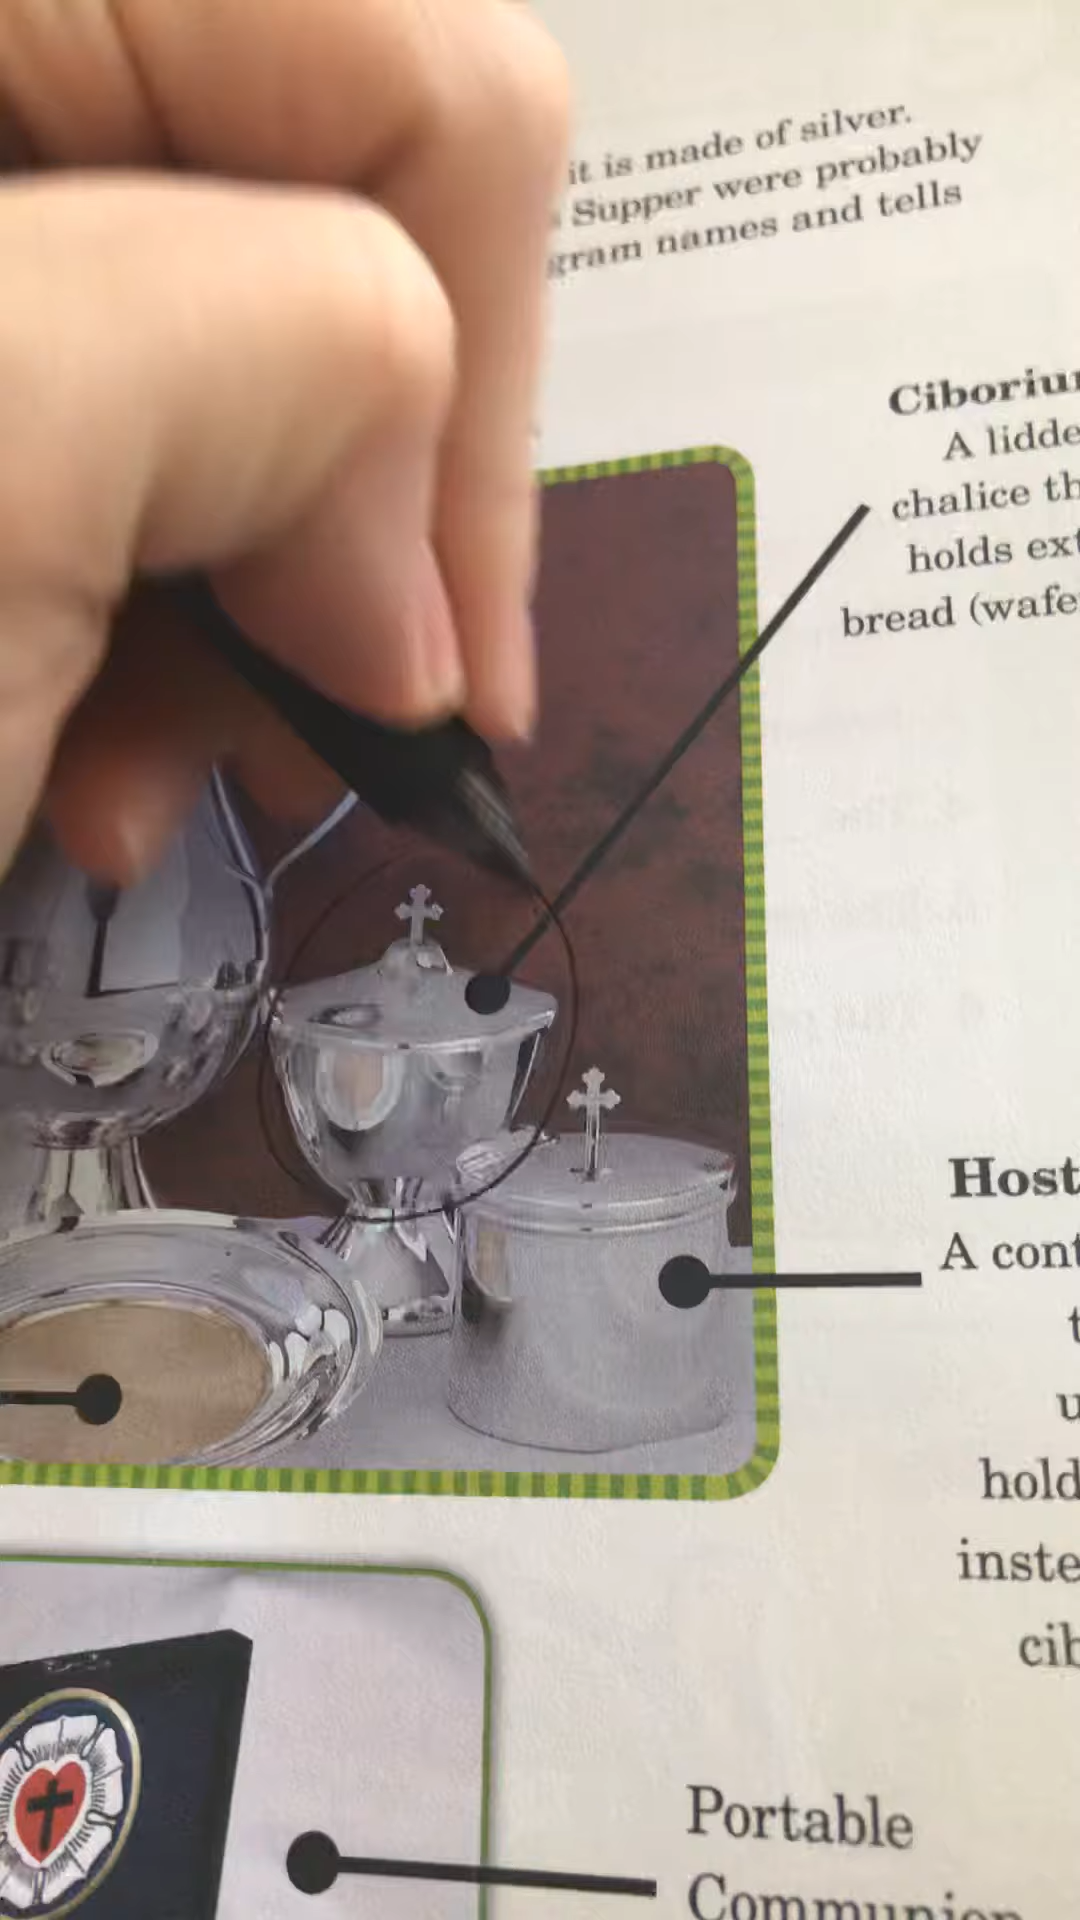 it is made of silver.
Supper were probably
gram names and tells
Ciboriu
A lidde
chalice th
holds ext
bread (wafe
Host
A cont
t
u
hold
inste
cib
Portable
Communion